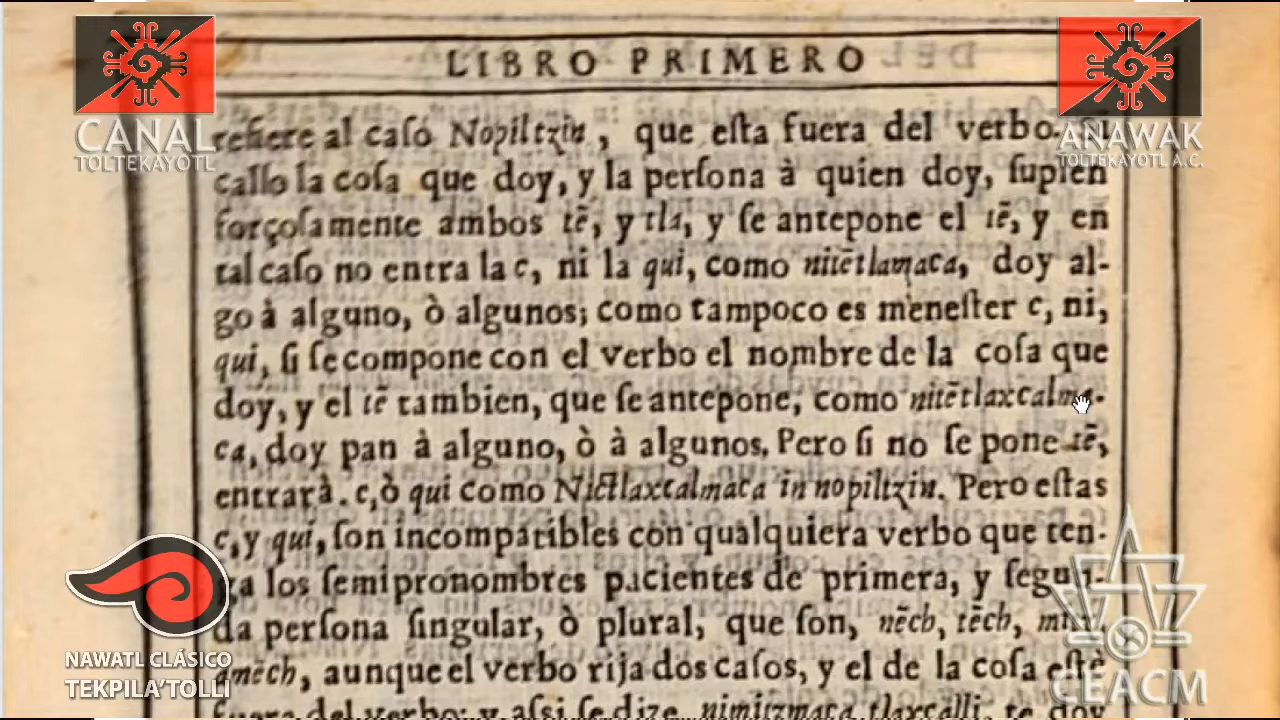 LIBRO PRIMERO
refiere al caſo Nopiltzin, que eſta fuera del verbo. Si
callo la coſa que doy, y la perſona à quien doy, ſuplen
forçoſamente ambos tē, y tla, y ſe antepone el tē, y en
tal caſo no entra la c, ni la qui, como nitētlamaca, doy al-
go à alguno, ò algunos; como tampoco es meneſter c, ni,
qui, ſi ſe compone con el verbo el nombre de la coſa que
doy, y el tē tambien, que ſe antepone, como nitētlaxcalma-
ca, doy pan à alguno, ò à algunos. Pero ſi no ſe pone tē,
entrarà. c, ò qui como Nictlaxcalmaca in nopiltzin. Pero eſtas
c, y qui, ſon incompatibles con qualquiera verbo que ten-
ga los ſemipronombres pacientes de primera, y ſegun-
da perſona ſingular, ò plural, que ſon, nēch, tēch,
amēch, aunque el verbo rija dos caſos, y el de la coſa eſtè
fuera del verbo: y aſsi ſe dize, nimitzmaca tlaxcalli, te doy
CANAL
TOLTEKAYOTL
ANAWAK
TOLTEKAYOTL A.C.
NAWATL CLÁSICO
TEKPILA'TOLLI
CEACM